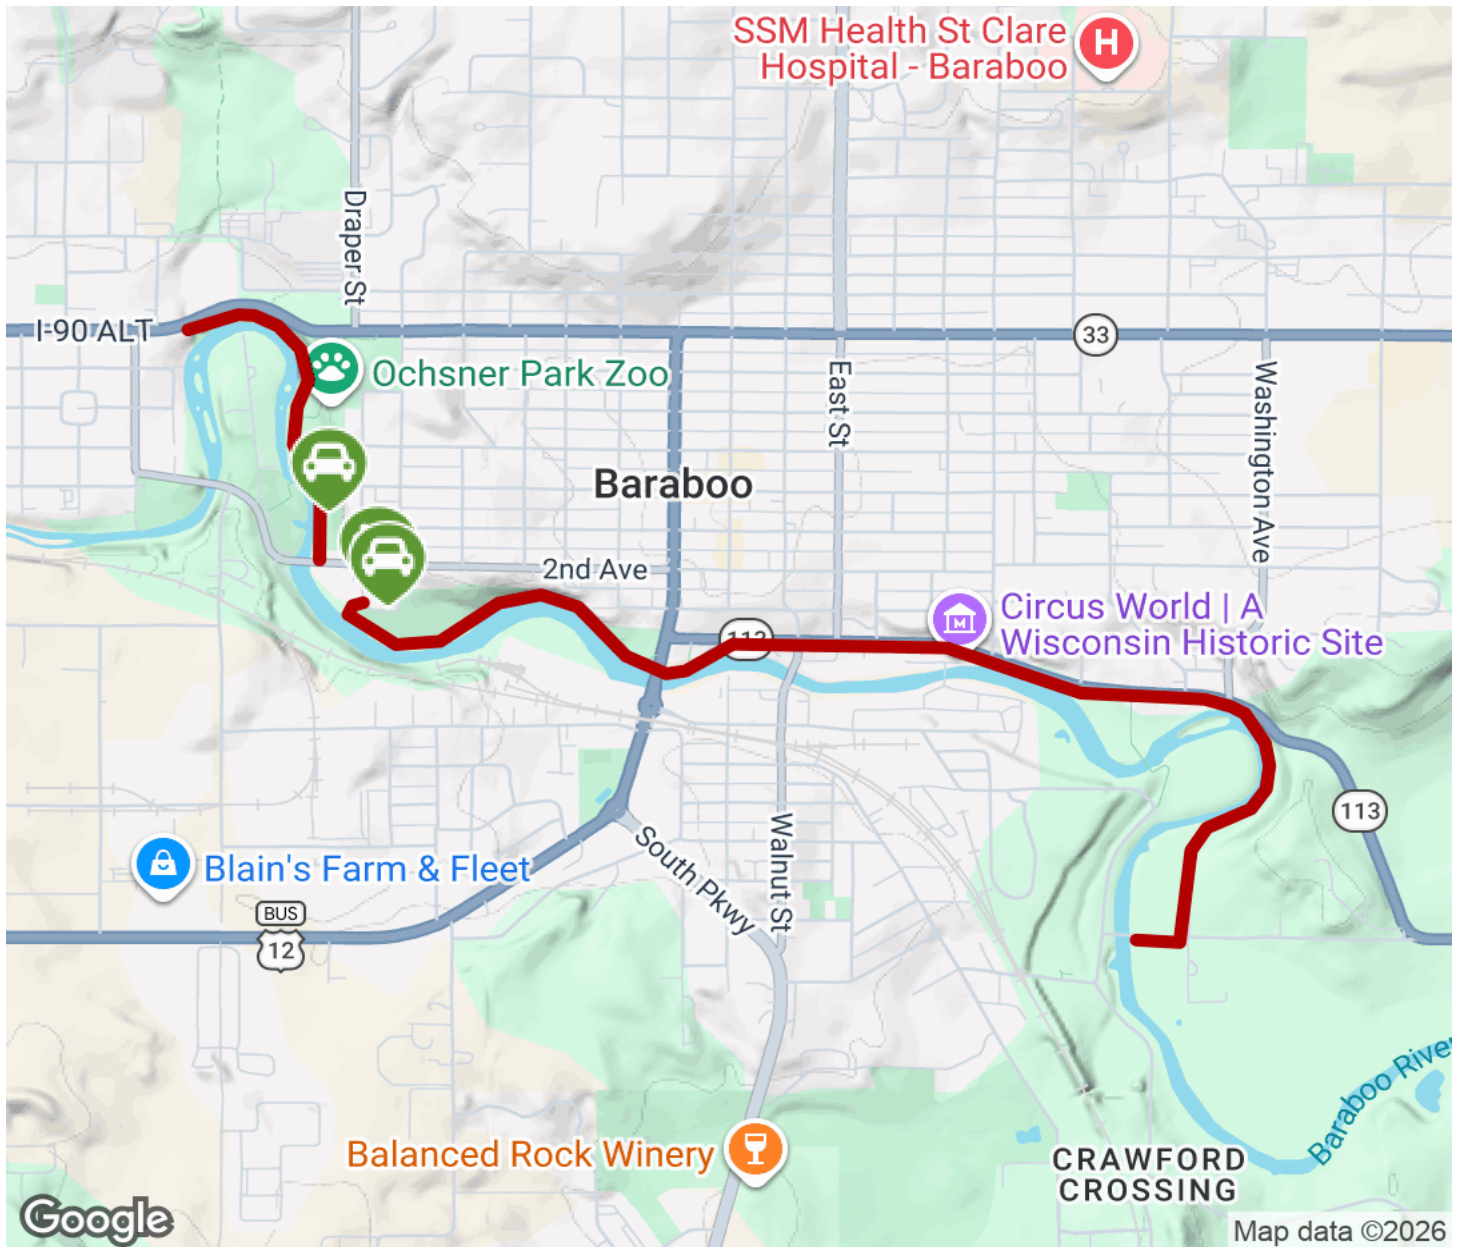 SSM Health St Clare
Hospital - Baraboo
H
Draper St
I-90 ALT
33
Ochsner Park Zoo
East St
Washington Ave
Baraboo
2nd Ave
Circus World | A
Wisconsin Historic Site
113
M
113
Blain's Farm & Fleet
South Pkwy
Walnut St
BUS
12
Baraboo River
Balanced Rock Winery
CRAWFORD
CROSSING
Google
Map data ©2026